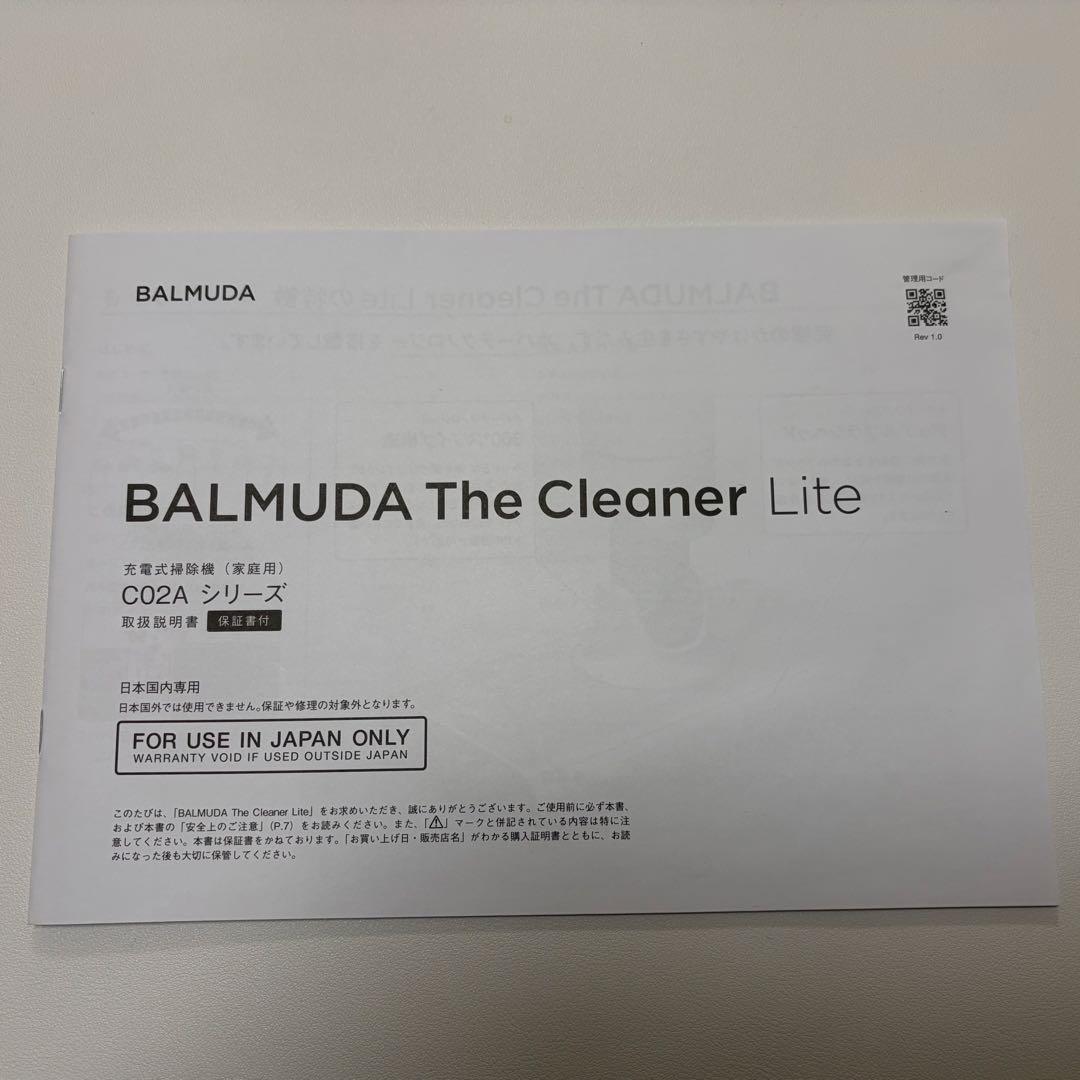 BALMUDA
管理用コード
Rev 1.0
BALMUDA The Cleaner Lite
充電式掃除機（家庭用）
C02A シリーズ
取扱説明書 保証書付
日本国内専用
日本国外では使用できません。保証や修理の対象外となります。
FOR USE IN JAPAN ONLY
WARRANTY VOID IF USED OUTSIDE JAPAN
このたびは、「BALMUDA The Cleaner Lite」をお求めいただき、誠にありがとうございます。ご使用前に必ず本書、
および本書の「安全上のご注意」（P.7）をお読みください。また、「⚠」マークと併記されている内容は特に注
意してください。本書は保証書をかねております。「お買い上げ日・販売店名」がわかる購入証明書とともに、お読
みになった後も大切に保管してください。